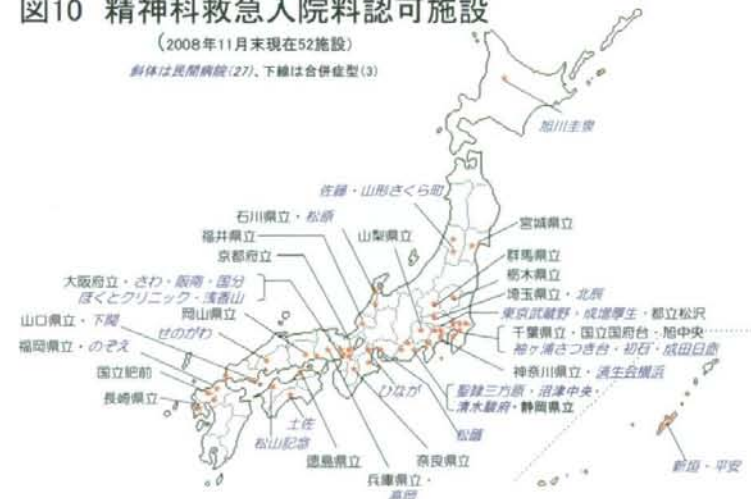 図10 精神科救急入院料認可施設
(2008年11月末現在52施設)
斜体は民間病院(27)、下線は合併症型(3)
旭川圭泉
佐藤・山形さくら町
石川県立・松原
福井県立
山梨県立
京都府立
宮城県立
群馬県立
栃木県立
大阪府立・さわ・阪南・国分
ほくとクリニック・浅香山
埼玉県立・北辰
岡山県立
東京武蔵野・成増厚生・都立松沢
山口県立・下関
せのがわ
千葉県立・国立国府台・旭中央
袖ヶ浦さつき台・初石・成田日赤
福岡県立・のぞえ
国立肥前
神奈川県立・済生会横浜
長崎県立
ひなが
聖隷三方原・沼津中央・
清水駿府・静岡県立
土佐
松蔭
松山記念
徳島県立
奈良県立
新垣・平安
兵庫県立・
高岡